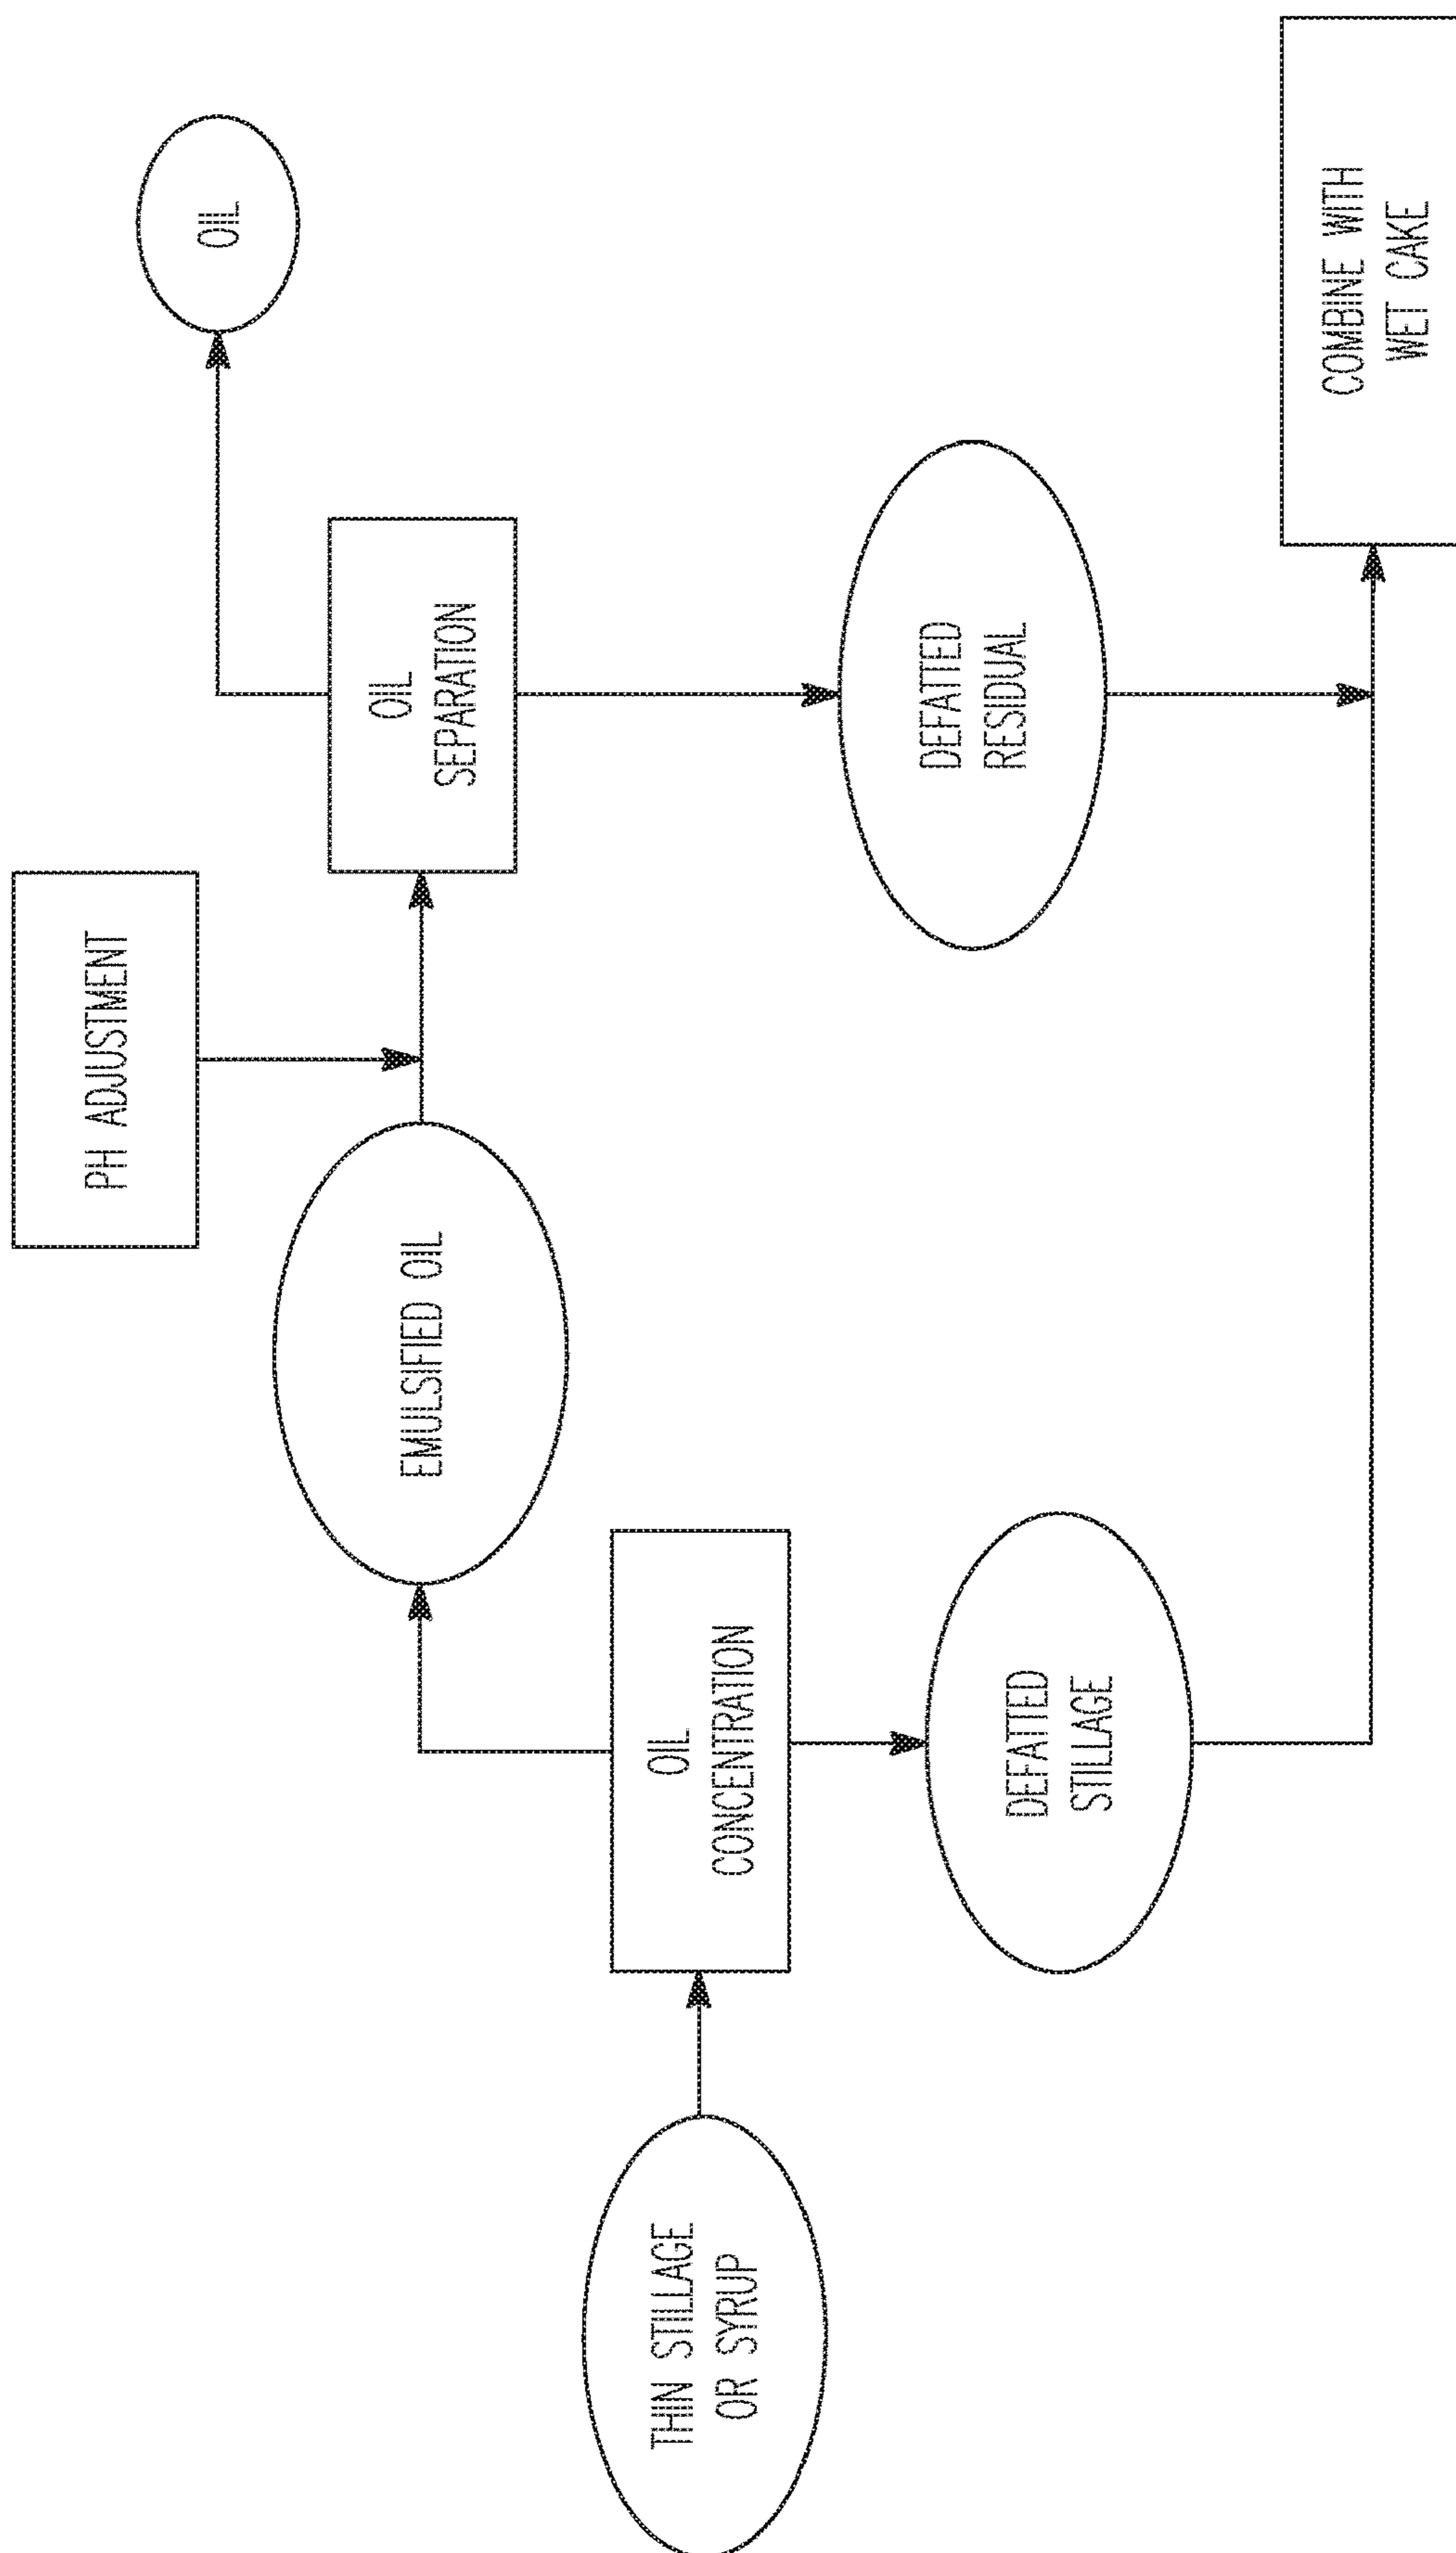 THIN STILLAGE
OR SYRUP
OIL
CONCENTRATION
DEFATTED
STILLAGE
EMULSIFIED OIL
PH ADJUSTMENT
OIL
SEPARATION
DEFATTED
RESIDUAL
OIL
COMBINE WITH
WET CAKE